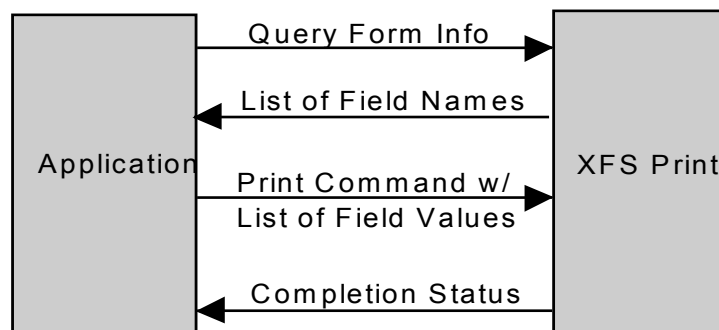 Query Form Info
List of Field Names
Application
XFS Print
Print Command w/
List of Field Values
Completion Status